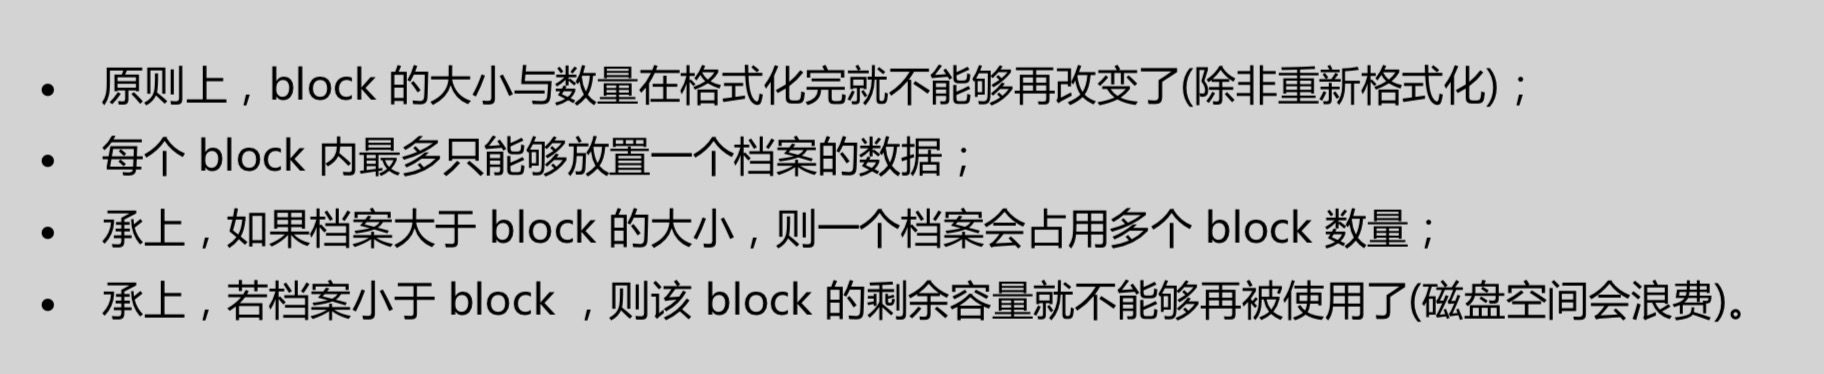 • 原则上，block 的大小与数量在格式化完就不能够再改变了(除非重新格式化)；
• 每个 block 内最多只能够放置一个档案的数据；
• 承上，如果档案大于 block 的大小，则一个档案会占用多个 block 数量；
• 承上，若档案小于 block ，则该 block 的剩余容量就不能够再被使用了(磁盘空间会浪费)。